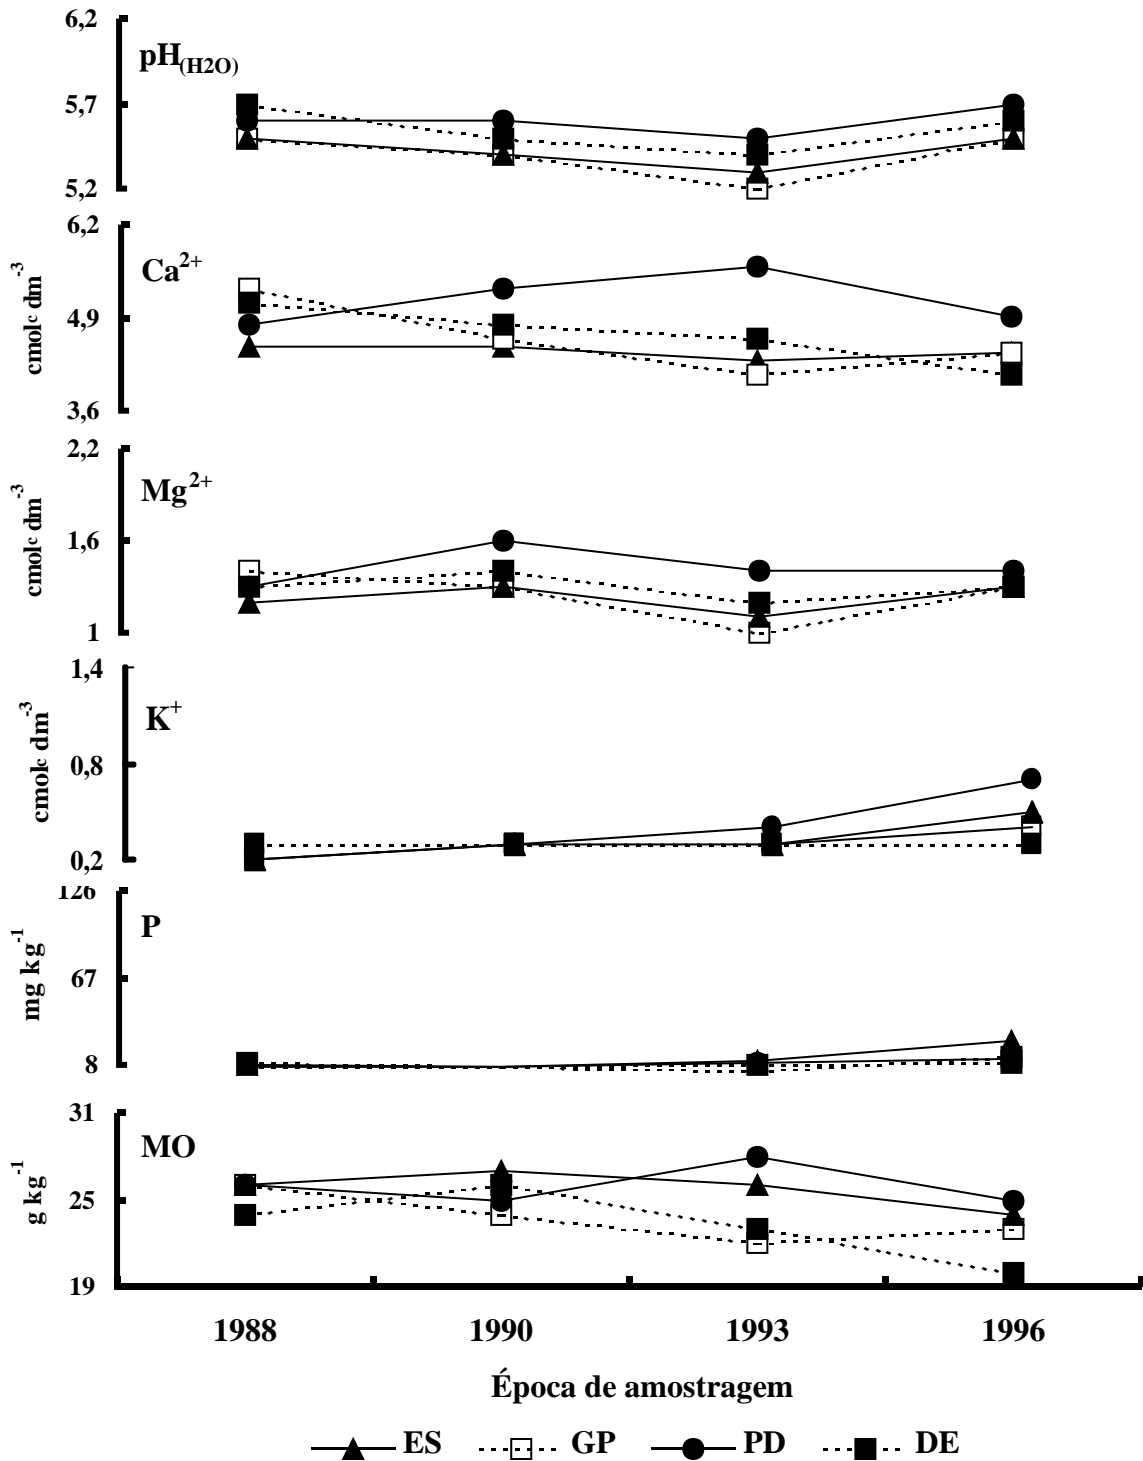 6,2
pH(H2O)
5,7
5,2
6,2
Ca2+
cmolc dm-3
4,9
3,6
2,2
Mg2+
cmolc dm-3
1,6
1
1,4
K+
cmolc dm-3
0,8
0,2
126
P
mg kg-1
67
8
31
MO
g kg-1
25
19
1988 1990 1993 1996
Época de amostragem
ES GP PD DE